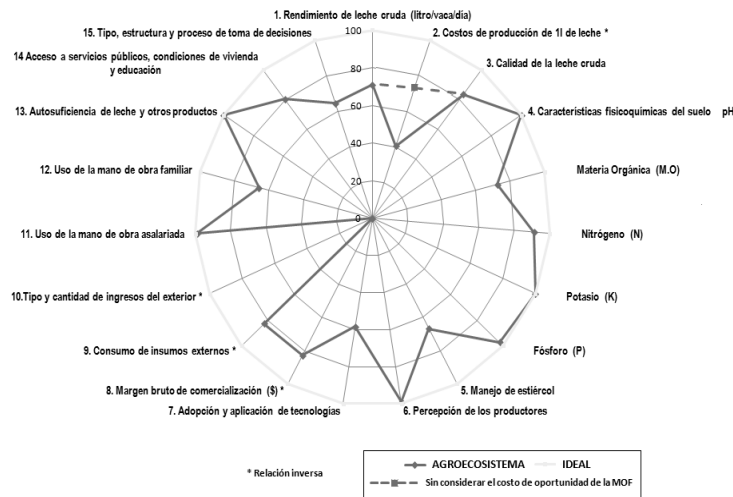 1. Rendimiento de leche cruda (litro/vaca/día)
15. Tipo, estructura y proceso de toma de decisiones
2. Costos de producción de 1l de leche *
14 Acceso a servicios públicos, condiciones de vivienda
y educación
3. Calidad de la leche cruda
13. Autosuficiencia de leche y otros productos
4. Características fisicoquimicas del suelo pH
12. Uso de la mano de obra familiar
Materia Orgánica (M.O)
11. Uso de la mano de obra asalariada
Nitrógeno (N)
10.Tipo y cantidad de ingresos del exterior *
Potasio (K)
9. Consumo de insumos externos *
Fósforo (P)
8. Margen bruto de comercialización ($) *
5. Manejo de estiércol
7. Adopción y aplicación de tecnologías
6. Percepción de los productores
100
80
60
40
20
0
* Relación inversa
AGROECOSISTEMA
IDEAL
Sin considerar el costo de oportunidad de la MOF